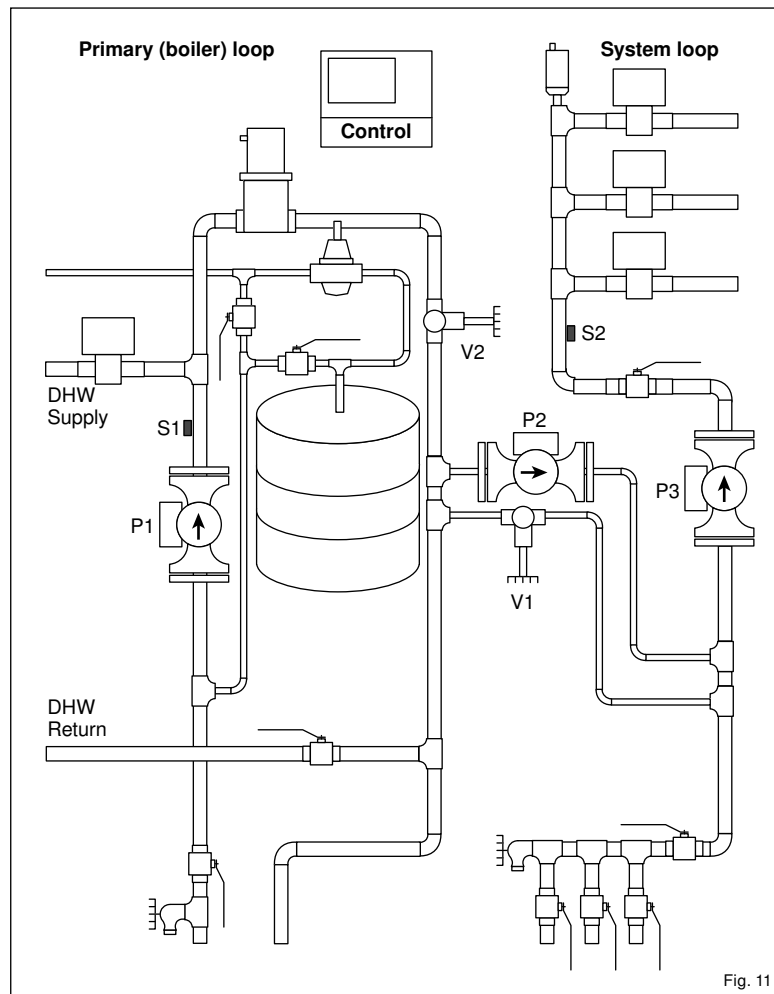 Primary (boiler) loop
System loop
Control
S2
V2
DHW
Supply
S1
P2
P3
P1
V1
DHW
Return
Fig. 11